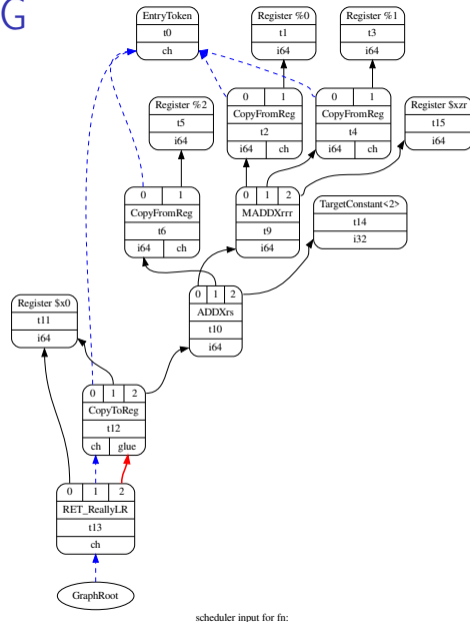 G
EntryToken
t0
ch
Register %0
t1
i64
Register %1
t3
i64
0 1
CopyFromReg
t2
i64 ch
0 1
CopyFromReg
t4
i64 ch
Register %2
t5
i64
Register $xzr
t15
i64
0 1
CopyFromReg
t6
i64 ch
0 1 2
MADDXrrr
t9
i64
TargetConstant<2>
t14
i32
0 1 2
ADDXrs
t10
i64
Register $x0
t11
i64
0 1 2
CopyToReg
t12
ch glue
0 1 2
RET_ReallyLR
t13
ch
GraphRoot
scheduler input for fn: